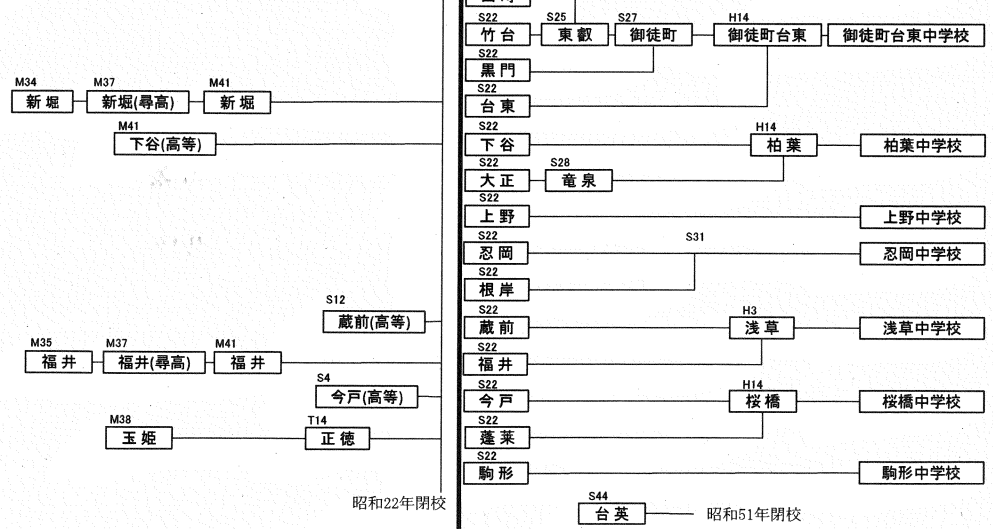 M34 M37 M41
新堀 新堀(尋高) 新堀
M41
下谷(高等)
S12
蔵前(高等)
M35 M37 M41
福井 福井(尋高) 福井
S4
今戸(高等)
M38 T14
玉姫 正徳
昭和22年閉校
S22 S25 S27 H14
竹台 東叡 御徒町 御徒町台東 御徒町台東中学校
S22
黒門
S22
台東
S22 H14
下谷 柏葉 柏葉中学校
S22 S28
大正 竜泉
S22
上野 上野中学校
S22 S31
忍岡 忍岡中学校
S22
根岸
S22 H3
蔵前 浅草 浅草中学校
S22
福井
S22 H14
今戸 桜橋 桜橋中学校
S22
蓬莱
S22
駒形 駒形中学校
S44
台英 昭和51年閉校